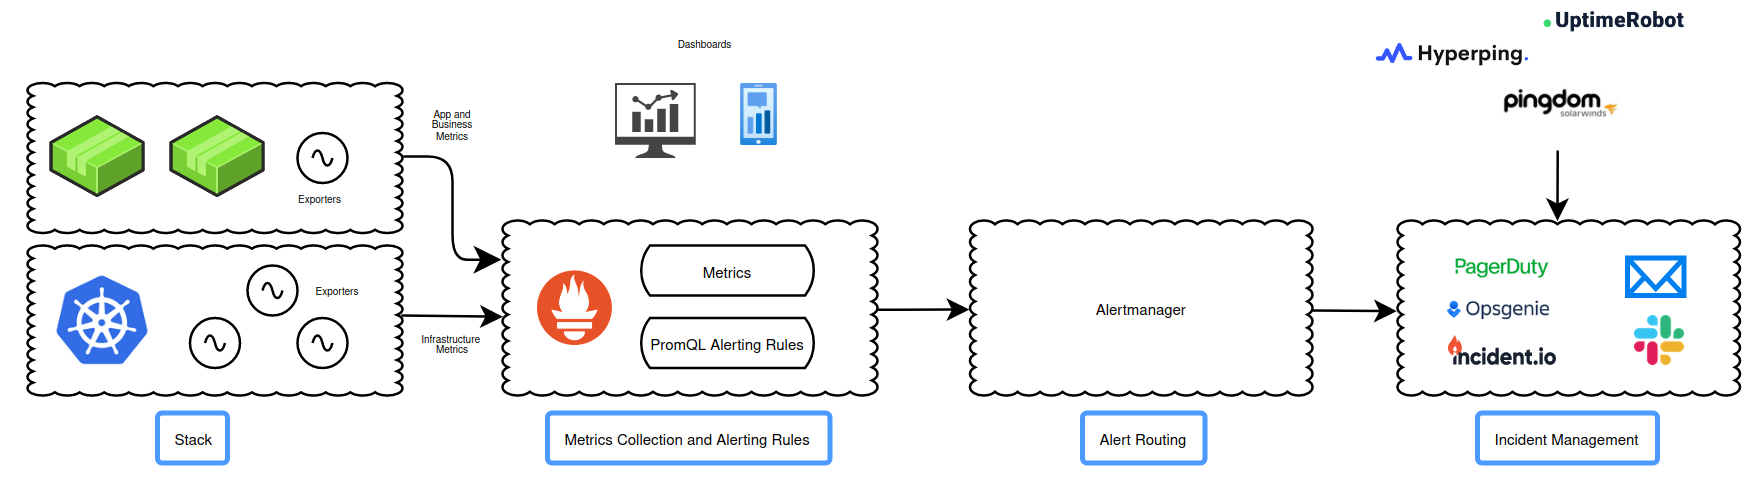 UptimeRobot
Hyperping.
pingdom
solarwinds
Dashboards
App and
Business
Metrics
Exporters
Exporters
Infrastructure
Metrics
Metrics
PromQL Alerting Rules
Alertmanager
PagerDuty
Opsgenie
incident.io
Stack
Metrics Collection and Alerting Rules
Alert Routing
Incident Management